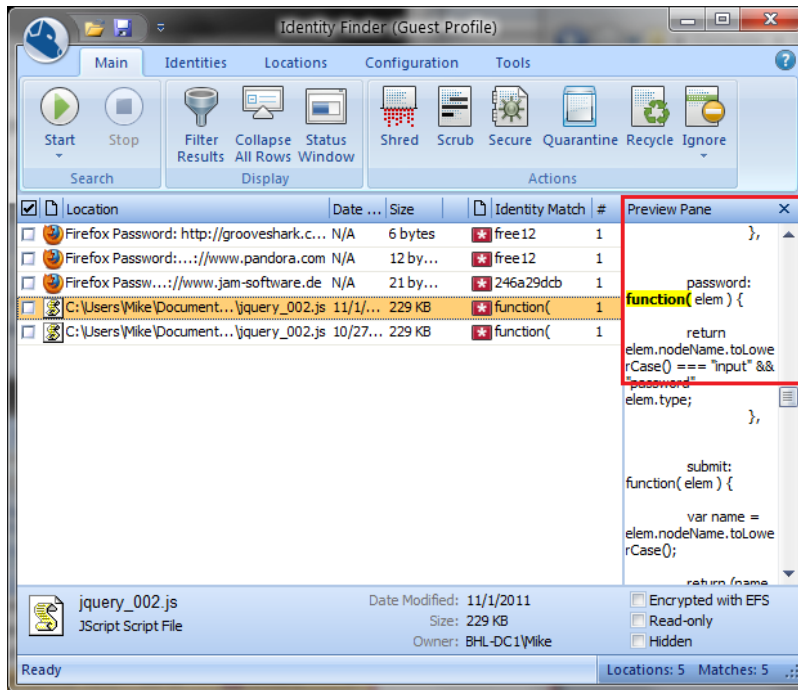 Identity Finder (Guest Profile)
Main Identities Locations Configuration Tools
Start Stop Filter Results Collapse All Rows Status Window Shred Scrub Secure Quarantine Recycle Ignore
Search Display Actions
Location Date ... Size Identity Match # Preview Pane
Firefox Password: http://grooveshark.c... N/A 6 bytes free12 1
Firefox Password:...://www.pandora.com N/A 12 by... free12 1
Firefox Passw...://www.jam-software.de N/A 21 by... 246a29dcb 1
C:\Users\Mike\Document...\jquery_002.js 11/1/... 229 KB function( 1
C:\Users\Mike\Document...\jquery_002.js 10/27... 229 KB function( 1
},
password:
function( elem ) {
return
elem.nodeName.toLowe
rCase() === "input" &&
"password"
elem.type;
},
submit:
function( elem ) {
var name =
elem.nodeName.toLowe
rCase();
return (name
jquery_002.js
JScript Script File
Date Modified: 11/1/2011
Size: 229 KB
Owner: BHL-DC1\Mike
Encrypted with EFS
Read-only
Hidden
Ready Locations: 5 Matches: 5